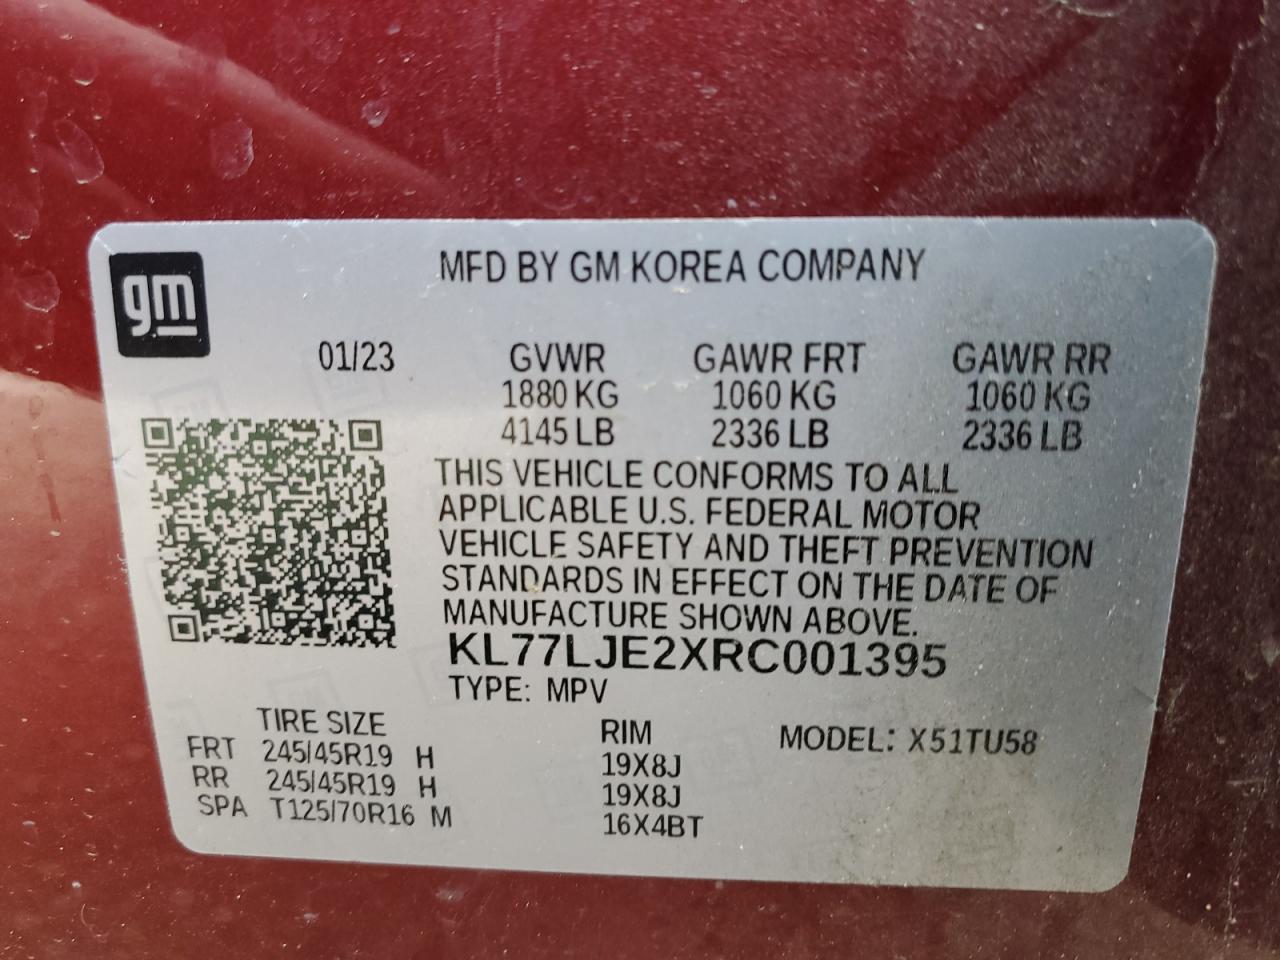 gm
MFD BY GM KOREA COMPANY
01/23 GVWR GAWR FRT GAWR RR
1880 KG 1060 KG 1060 KG
4145 LB 2336 LB 2336 LB
THIS VEHICLE CONFORMS TO ALL
APPLICABLE U.S. FEDERAL MOTOR
VEHICLE SAFETY AND THEFT PREVENTION
STANDARDS IN EFFECT ON THE DATE OF
MANUFACTURE SHOWN ABOVE.
KL77LJE2XRC001395
TYPE: MPV
TIRE SIZE RIM MODEL: X51TU58
FRT 245/45R19 H 19X8J
RR 245/45R19 H 19X8J
SPA T125/70R16 M 16X4BT